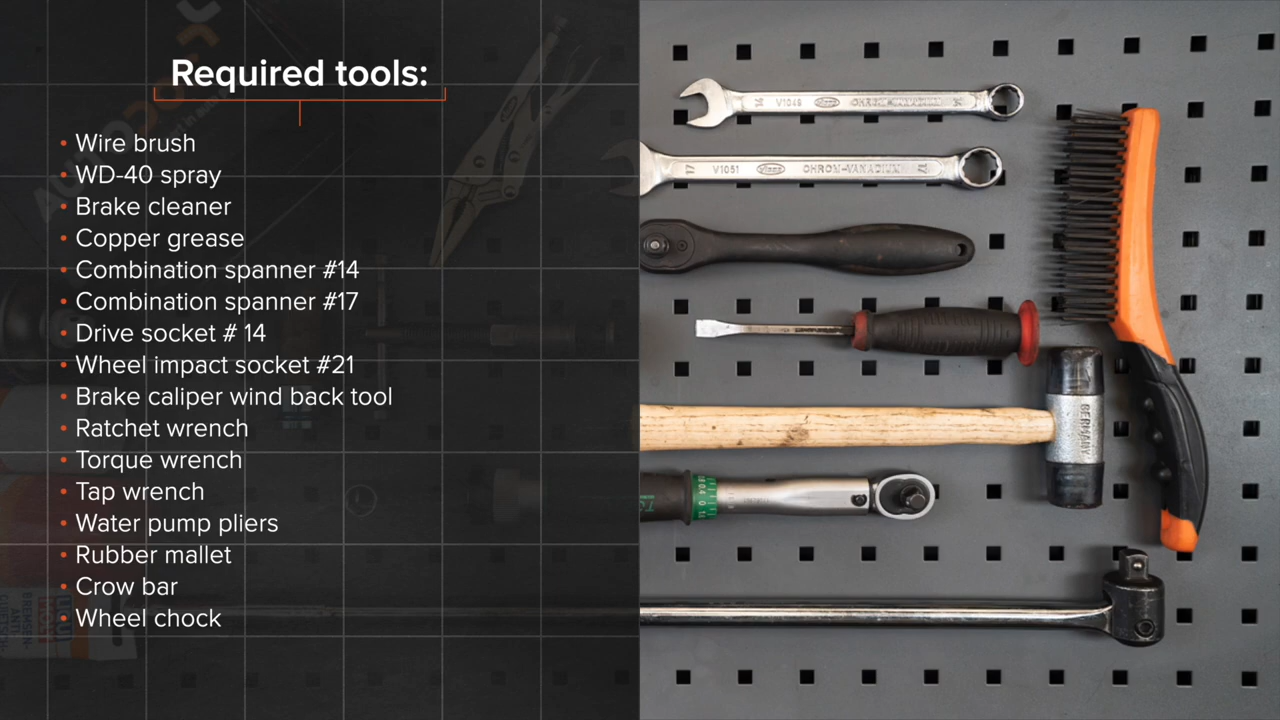 Required tools:
• Wire brush
• WD-40 spray
• Brake cleaner
• Copper grease
• Combination spanner #14
• Combination spanner #17
• Drive socket # 14
• Wheel impact socket #21
• Brake caliper wind back tool
• Ratchet wrench
• Torque wrench
• Tap wrench
• Water pump pliers
• Rubber mallet
• Crow bar
• Wheel chock
V1049
CHROM-VANADIUM
17 V1051 CHROM-VANADIUM 17
GERMANY